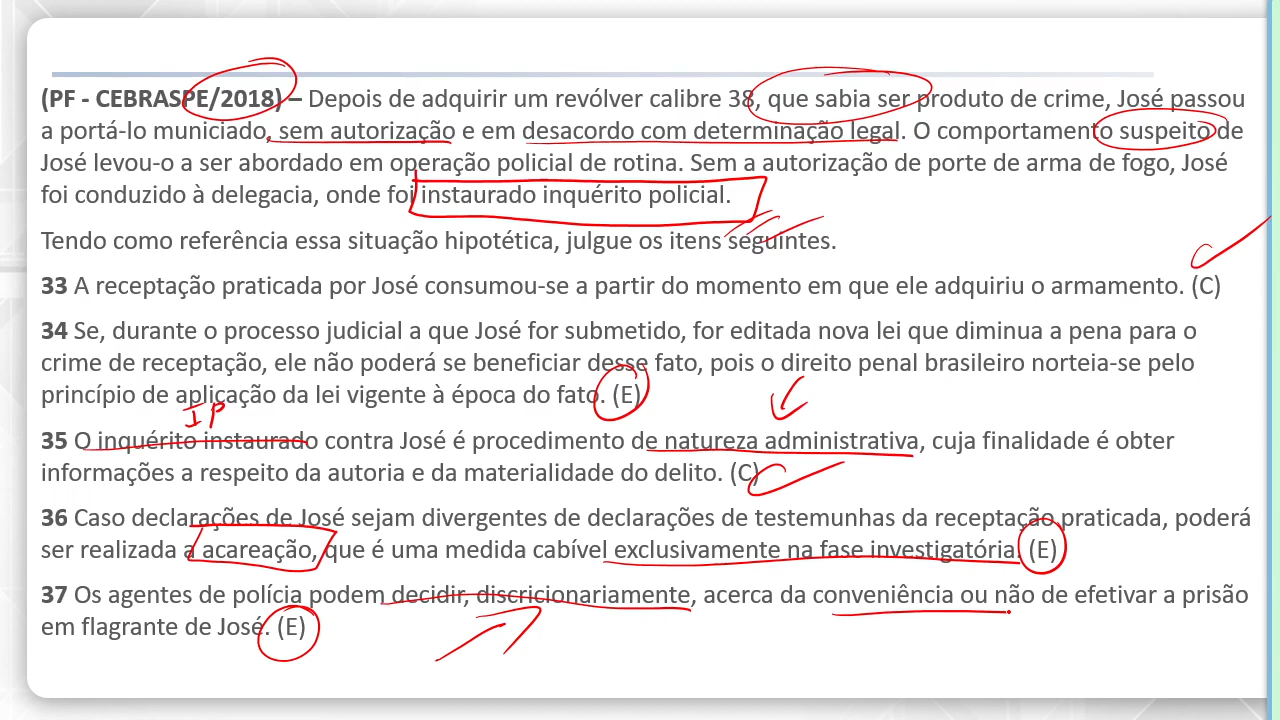 (PF - CEBRASPE/2018) – Depois de adquirir um revólver calibre 38, que sabia ser produto de crime, José passou
a portá-lo municiado, sem autorização e em desacordo com determinação legal. O comportamento suspeito de
José levou-o a ser abordado em operação policial de rotina. Sem a autorização de porte de arma de fogo, José
foi conduzido à delegacia, onde foi instaurado inquérito policial.
Tendo como referência essa situação hipotética, julgue os itens seguintes.
33 A receptação praticada por José consumou-se a partir do momento em que ele adquiriu o armamento. (C)
34 Se, durante o processo judicial a que José for submetido, for editada nova lei que diminua a pena para o
crime de receptação, ele não poderá se beneficiar desse fato, pois o direito penal brasileiro norteia-se pelo
princípio de aplicação da lei vigente à época do fato. (E)
IP
35 O inquérito instaurado contra José é procedimento de natureza administrativa, cuja finalidade é obter
informações a respeito da autoria e da materialidade do delito. (C)
36 Caso declarações de José sejam divergentes de declarações de testemunhas da receptação praticada, poderá
ser realizada a acareação, que é uma medida cabível exclusivamente na fase investigatória. (E)
37 Os agentes de polícia podem decidir, discricionariamente, acerca da conveniência ou não de efetivar a prisão
em flagrante de José. (E)